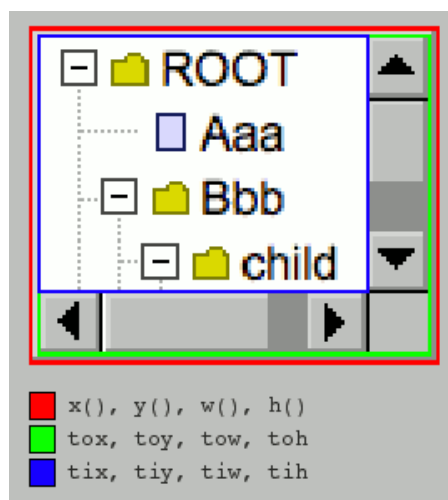 ROOT
Aaa
Bbb
child
x(), y(), w(), h()
tox, toy, tow, toh
tix, tiy, tiw, tih